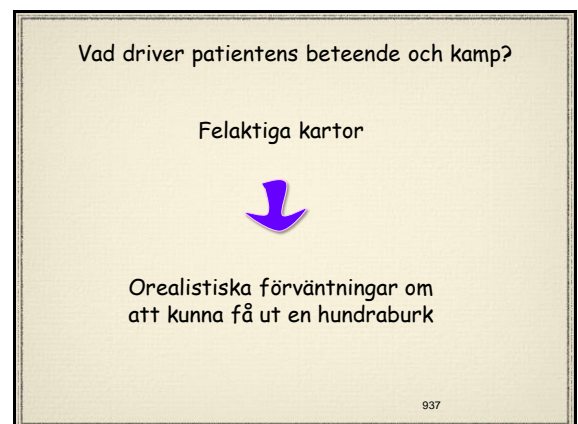 Vad driver patientens beteende och kamp?
Felaktiga kartor
Orealistiska förväntningar om
att kunna få ut en hundraburk
937